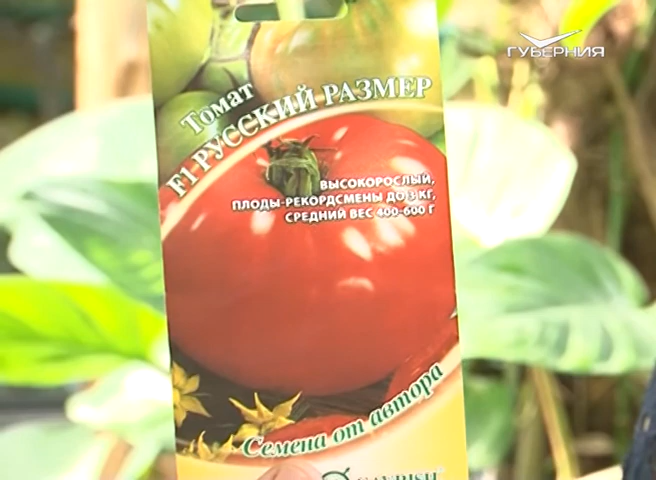 ГУБЕРНИЯ
Томат
F1 РУССКИЙ РАЗМЕР
ВЫСОКОРОСЛЫЙ,
ПЛОДЫ-РЕКОРДСМЕНЫ ДО 3 КГ,
СРЕДНИЙ ВЕС 400-600 Г
Семена от автора